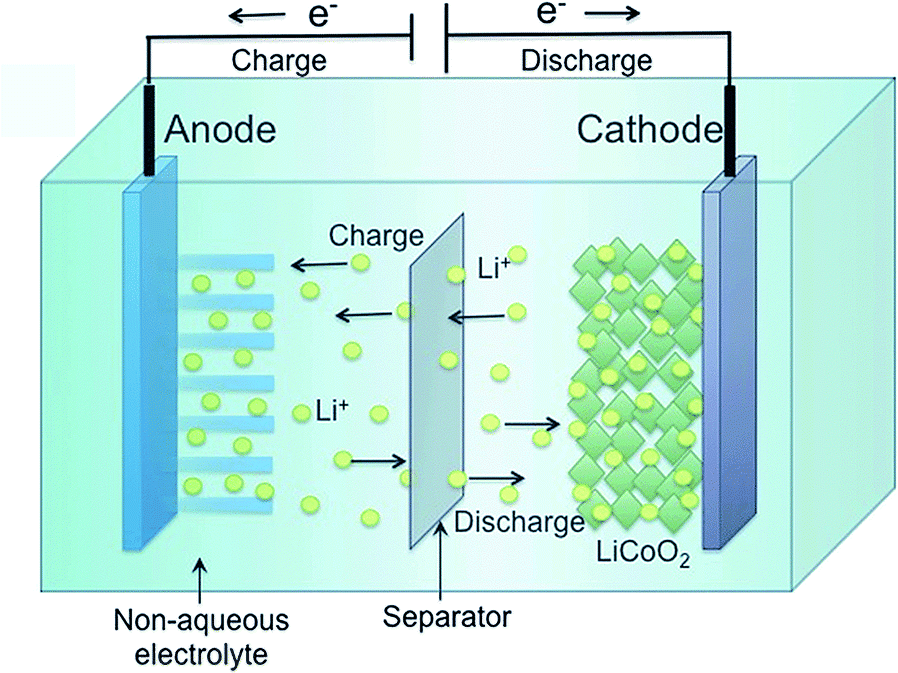 e⁻
e⁻
Charge
Discharge
Anode
Cathode
Charge
Li⁺
Li⁺
Discharge
LiCoO₂
Non-aqueous
electrolyte
Separator